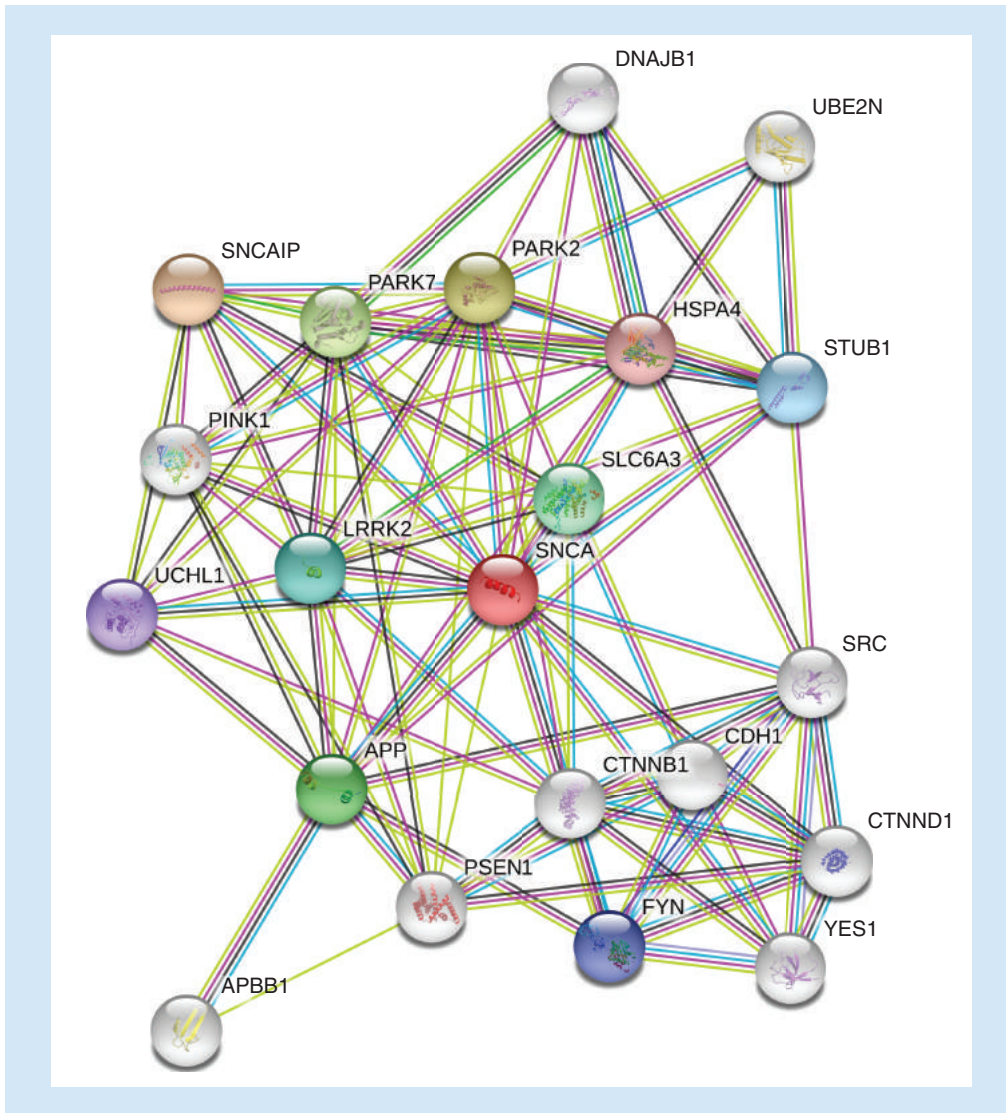 DNAJB1
UBE2N
SNCAIP
PARK2
PARK7
HSPA4
STUB1
PINK1
SLC6A3
LRRK2
SNCA
UCHL1
SRC
APP
CDH1
CTNNB1
CTNND1
PSEN1
FYN
YES1
APBB1